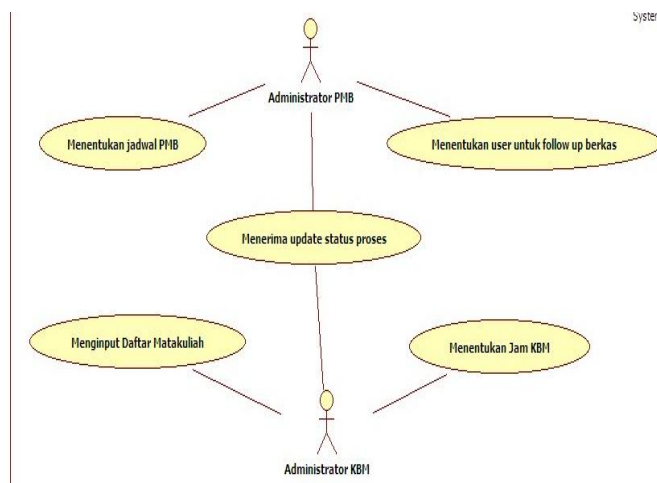 System
Administrator PMB
Menentukan jadwal PMB
Menentukan user untuk follow up berkas
Menerima update status proses
Menginput Daftar Matakuliah
Menentukan Jam KBM
Administrator KBM